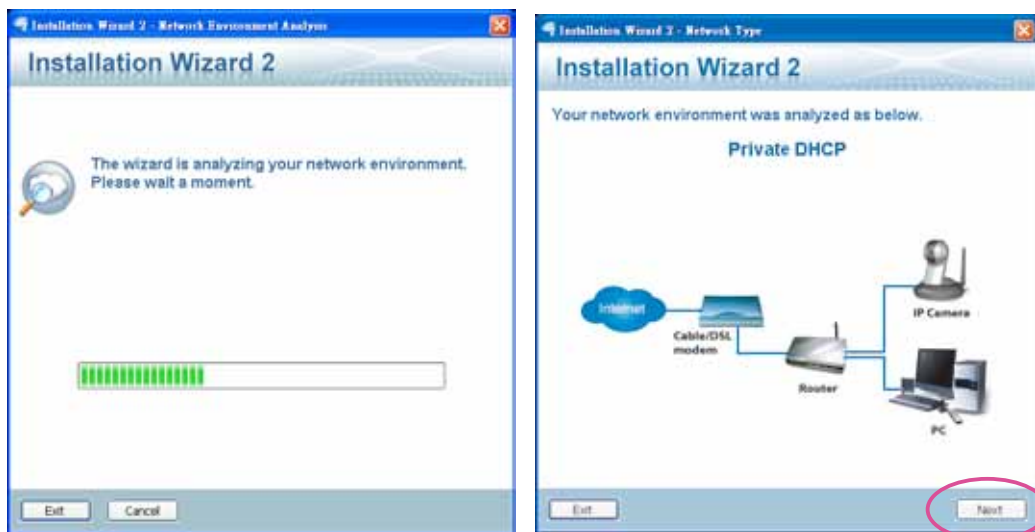 Installation Wizard 2 - Network Environment Analysis
Installation Wizard 2
The wizard is analyzing your network environment.
Please wait a moment.
Exit
Cancel
Installation Wizard 2 - Network Type
Installation Wizard 2
Your network environment was analyzed as below.
Private DHCP
Internet
Cable/DSL
modem
Router
IP Camera
PC
Exit
Next